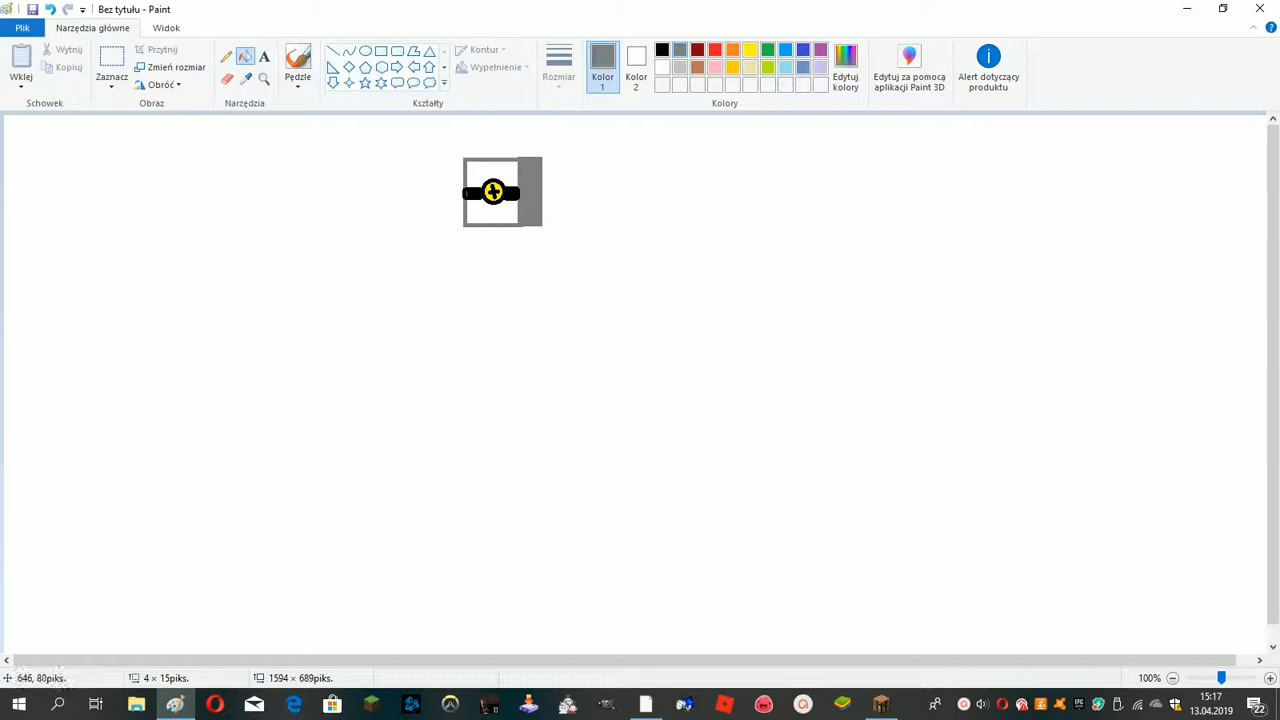 Bez tytułu - Paint
Plik Narzędzia główne Widok
Wklej
Wytnij
Kopiuj
Schowek
Zaznacz
Przytnij
Zmień rozmiar
Obróć
Obraz
A
Narzędzia
Pędzle
Kontur
Wypełnienie
Kształty
Rozmiar
Kolor
1
Kolor
2
Edytuj
kolory
Kolory
Edytuj za pomocą
aplikacji Paint 3D
Alert dotyczący
produktu
646, 80piks. 4 × 15piks. 1594 × 689piks. 100%
15:17
13.04.2019
22